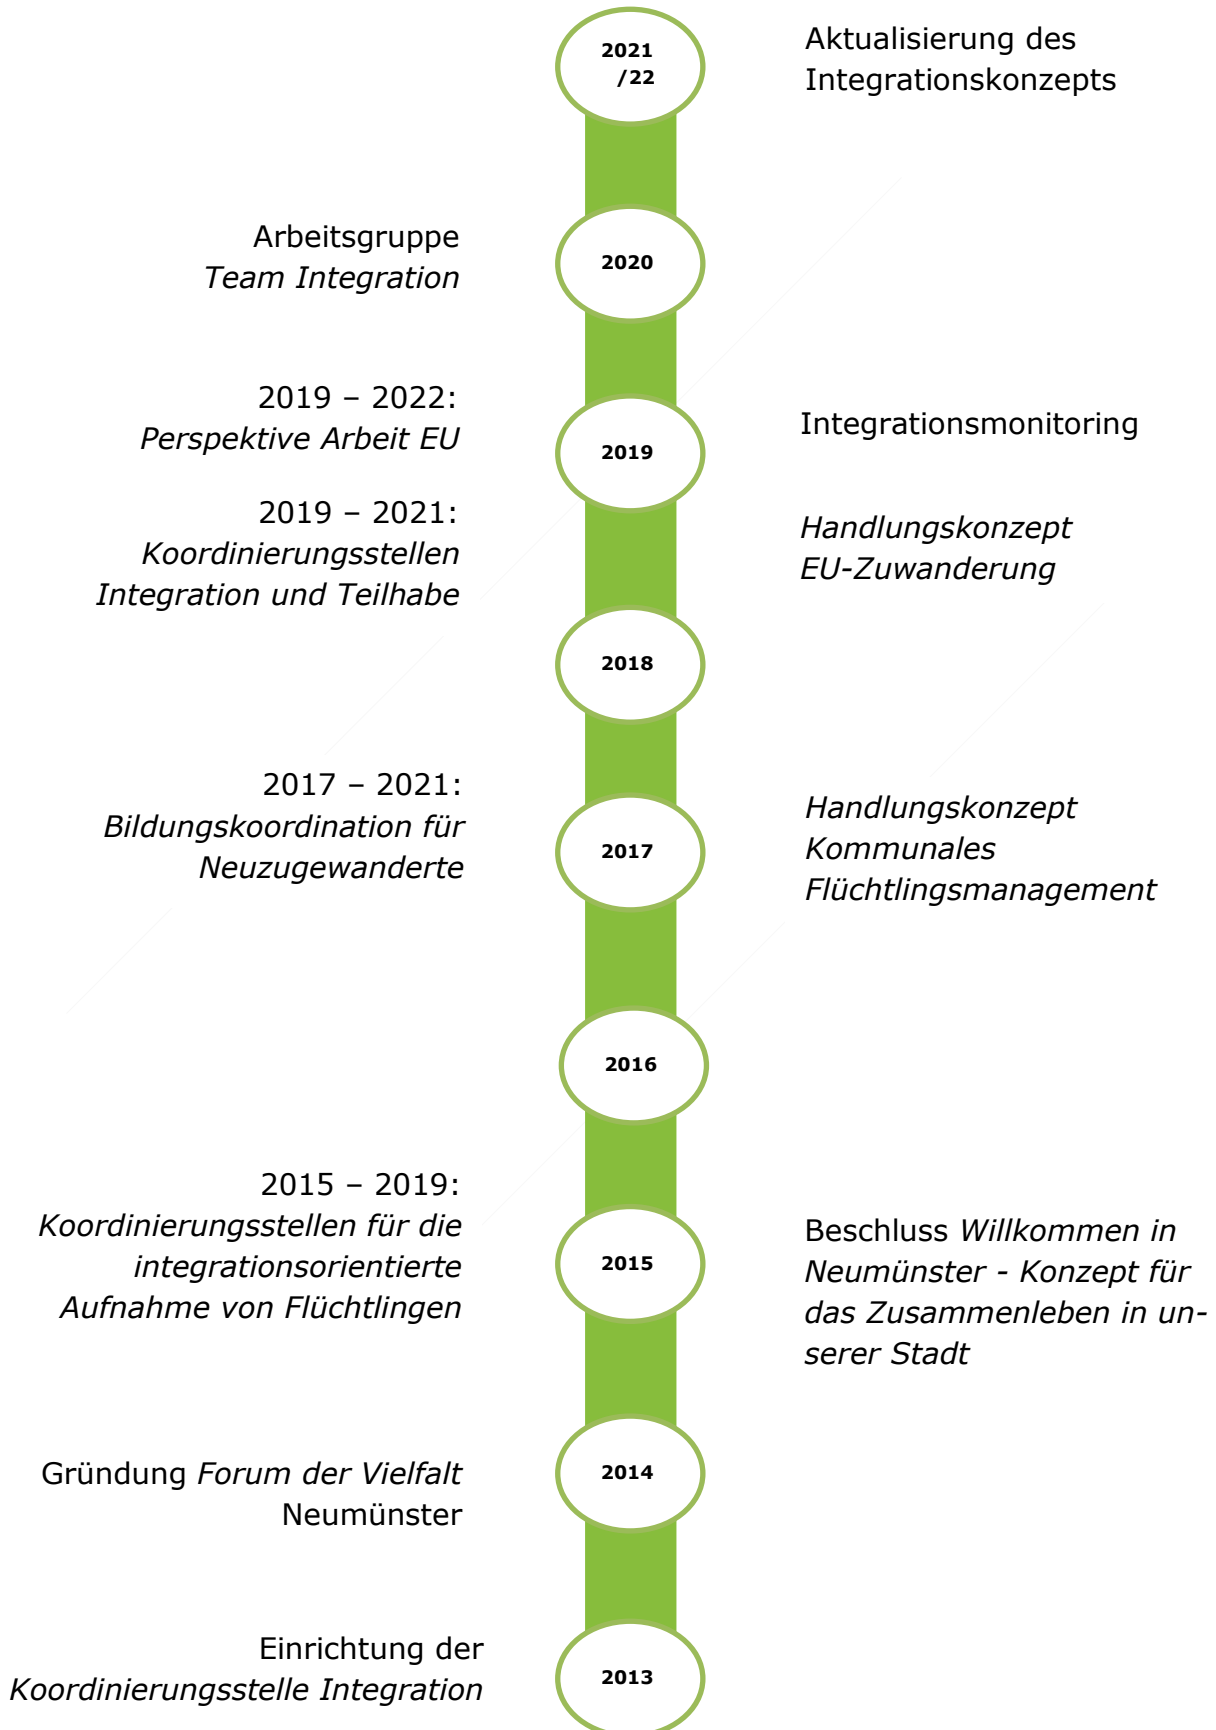 2021
/22
Aktualisierung des
Integrationskonzepts
Arbeitsgruppe
Team Integration
2020
2019 – 2022:
Perspektive Arbeit EU
2019
Integrationsmonitoring
2019 – 2021:
Koordinierungsstellen
Integration und Teilhabe
Handlungskonzept
EU-Zuwanderung
2018
2017 – 2021:
Bildungskoordination für
Neuzugewanderte
2017
Handlungskonzept
Kommunales
Flüchtlingsmanagement
2016
2015 – 2019:
Koordinierungsstellen für die
integrationsorientierte
Aufnahme von Flüchtlingen
2015
Beschluss Willkommen in
Neumünster - Konzept für
das Zusammenleben in un-
serer Stadt
Gründung Forum der Vielfalt
Neumünster
2014
Einrichtung der
Koordinierungsstelle Integration
2013